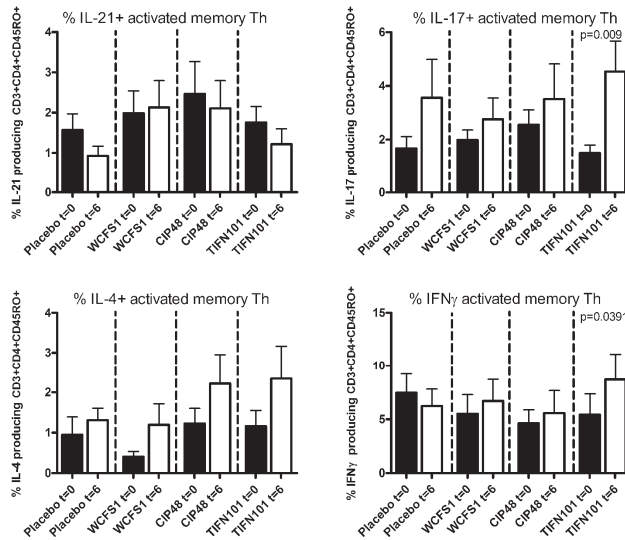 % IL-21+ activated memory Th
% IL-21 producing CD3+CD4+CD45RO+
4
3
2
1
0
Placebo t=0
Placebo t=6
WCFS1 t=0
WCFS1 t=6
CIP48 t=0
CIP48 t=6
TIFN101 t=0
TIFN101 t=6
% IL-17+ activated memory Th
p=0.009
% IL-17 producing CD3+CD4+CD45RO+
6
4
2
0
Placebo t=0
Placebo t=6
WCFS1 t=0
WCFS1 t=6
CIP48 t=0
CIP48 t=6
TIFN101 t=0
TIFN101 t=6
% IL-4+ activated memory Th
% IL-4 producing CD3+CD4+CD45RO+
4
3
2
1
0
Placebo t=0
Placebo t=6
WCFS1 t=0
WCFS1 t=6
CIP48 t=0
CIP48 t=6
TIFN101 t=0
TIFN101 t=6
% IFNγ activated memory Th
p=0.0391
% IFNγ producing CD3+CD4+CD45RO+
15
10
5
0
Placebo t=0
Placebo t=6
WCFS1 t=0
WCFS1 t=6
CIP48 t=0
CIP48 t=6
TIFN101 t=0
TIFN101 t=6